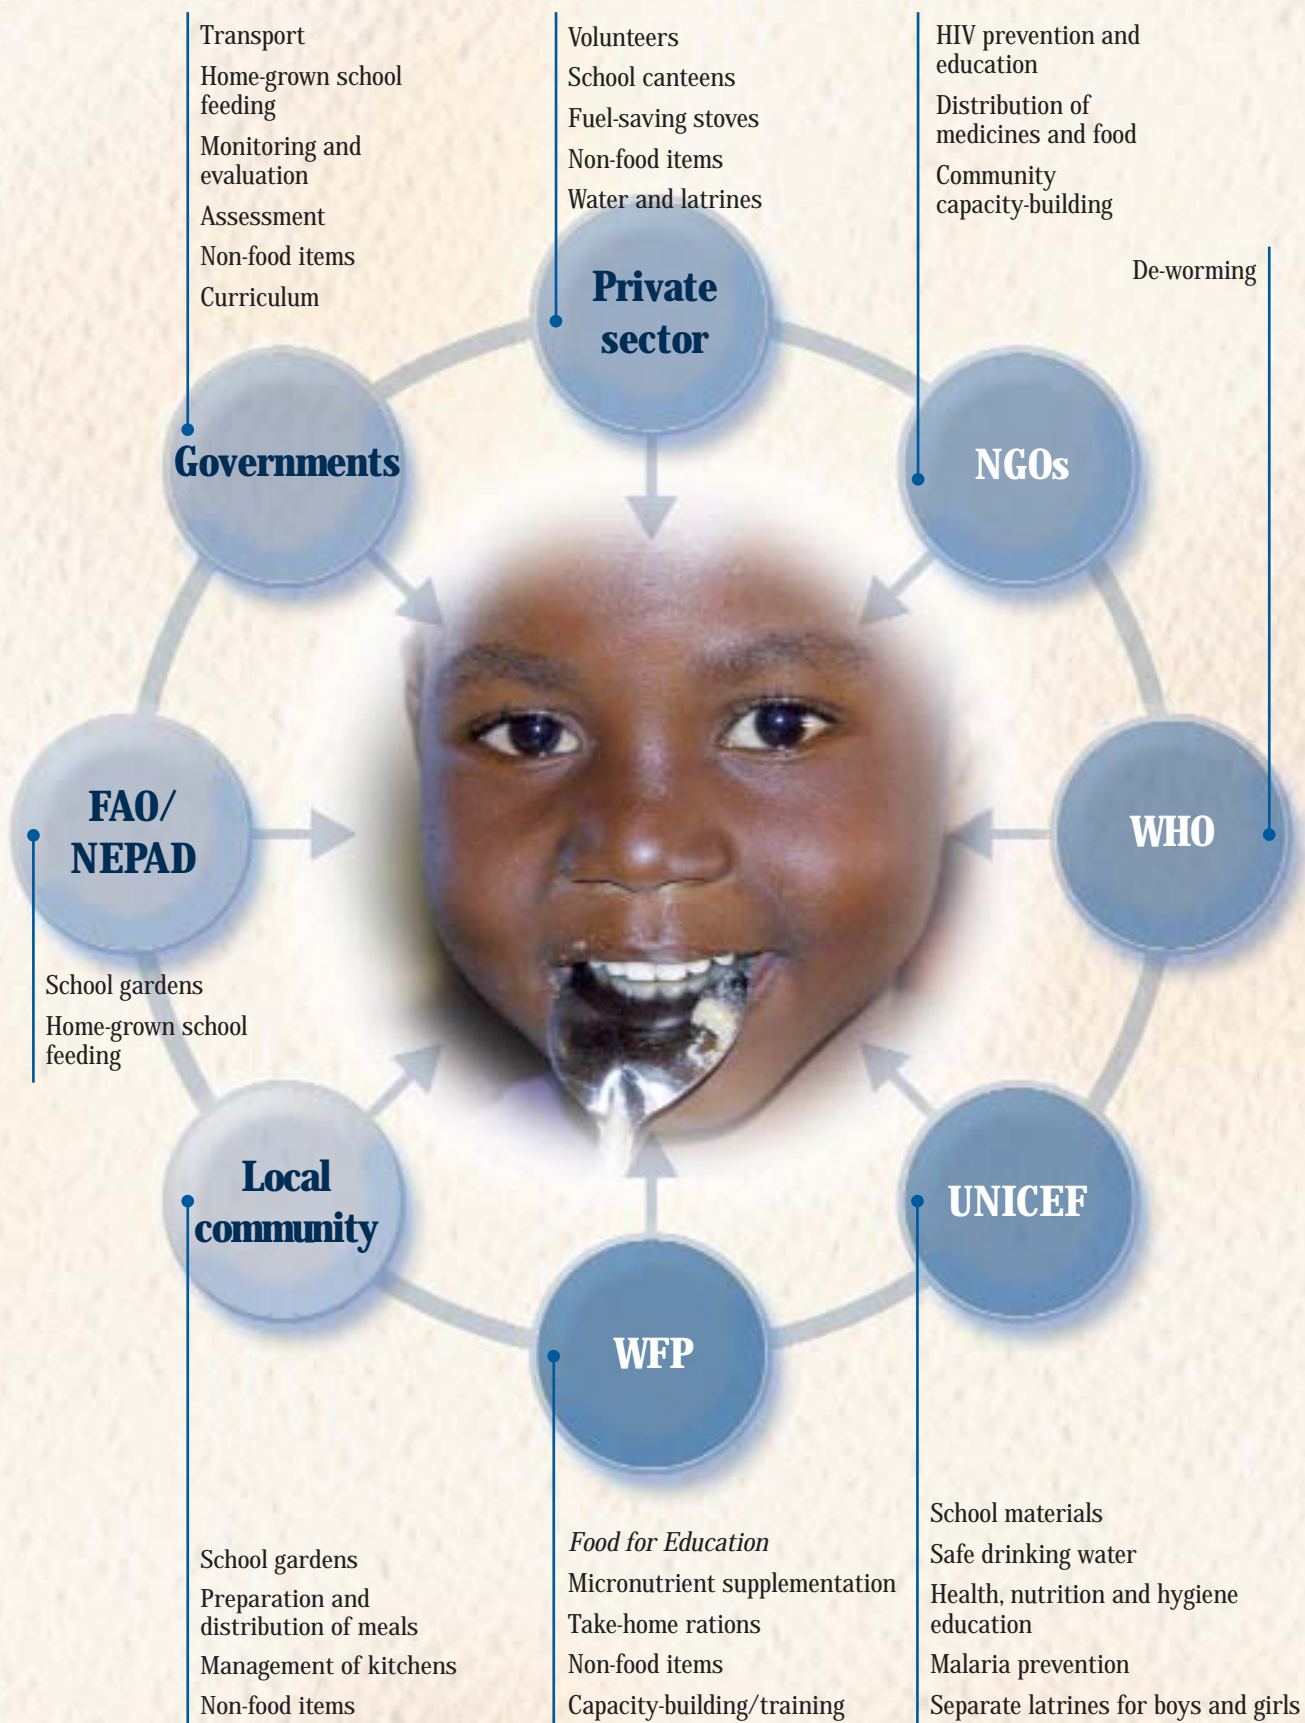 Transport
Home-grown school
feeding
Monitoring and
evaluation
Assessment
Non-food items
Curriculum
Volunteers
School canteens
Fuel-saving stoves
Non-food items
Water and latrines
HIV prevention and
education
Distribution of
medicines and food
Community
capacity-building
De-worming
Private
sector
Governments
NGOs
FAO/
NEPAD
WHO
School gardens
Home-grown school
feeding
Local
community
UNICEF
WFP
School gardens
Preparation and
distribution of meals
Management of kitchens
Non-food items
Food for Education
Micronutrient supplementation
Take-home rations
Non-food items
Capacity-building/training
School materials
Safe drinking water
Health, nutrition and hygiene
education
Malaria prevention
Separate latrines for boys and girls